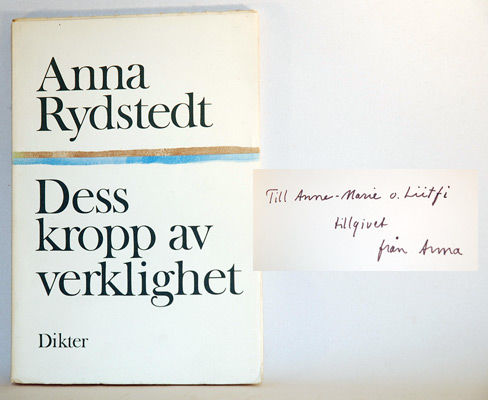 Anna
Rydstedt
Dess
kropp av
verklighet
Dikter
Till Anne-Marie o. Lütfi
tillgivet
från Anna